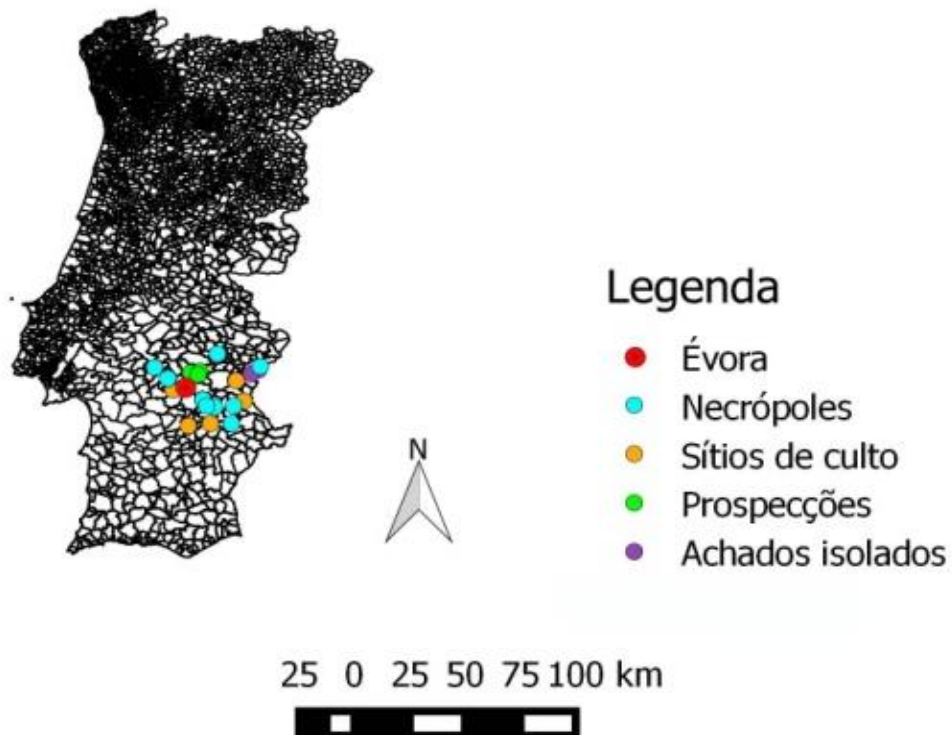 Legenda
Évora
Necrópoles
Sítios de culto
Prospecções
Achados isolados
N
25 0 25 50 75 100 km